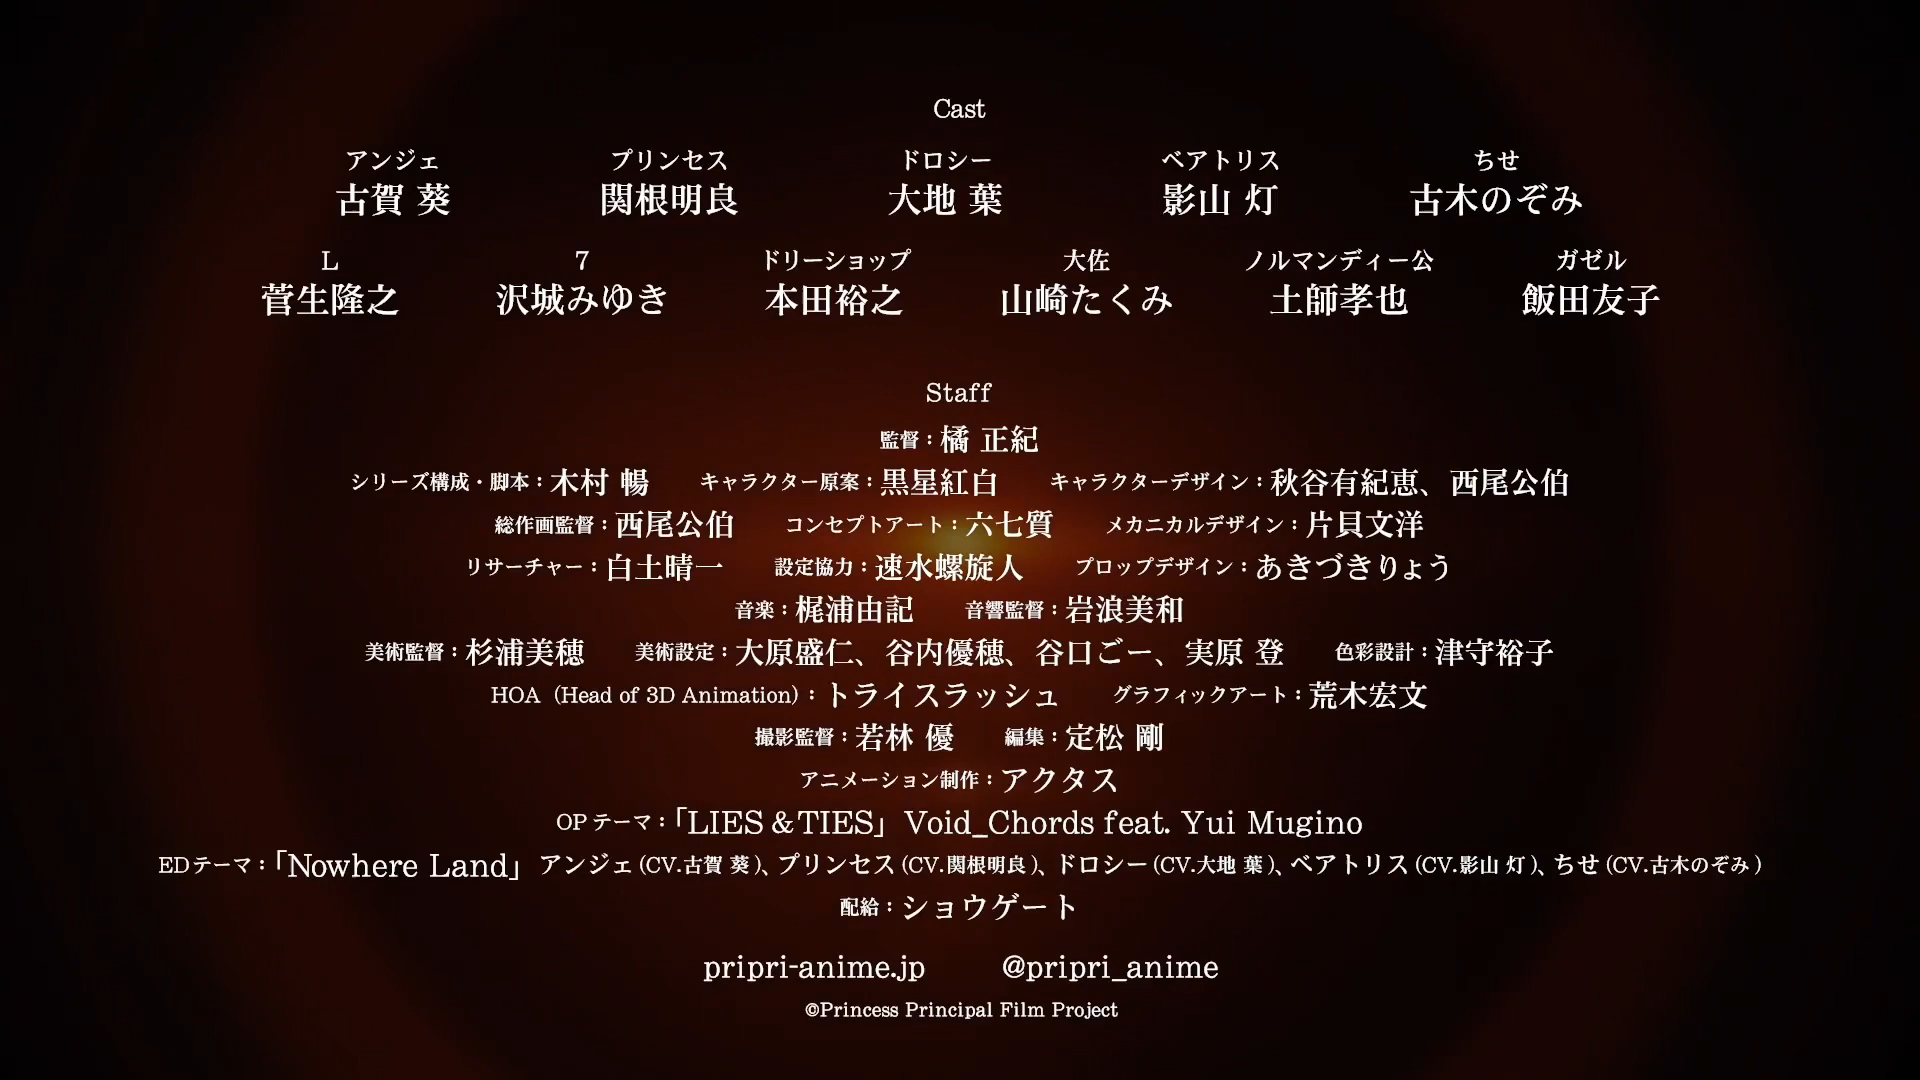 Cast
アンジェ プリンセス ドロシー ベアトリス ちせ
古賀 葵 関根明良 大地 葉 影山 灯 古木のぞみ
L 7 ドリーショップ 大佐 ノルマンディー公 ガゼル
菅生隆之 沢城みゆき 本田裕之 山崎たくみ 土師孝也 飯田友子
Staff
監督：橘 正紀
シリーズ構成・脚本：木村 暢 キャラクター原案：黒星紅白 キャラクターデザイン：秋谷有紀恵、西尾公伯
総作画監督：西尾公伯 コンセプトアート：六七質 メカニカルデザイン：片貝文洋
リサーチャー：白土晴一 設定協力：速水螺旋人 プロップデザイン：あきづきりょう
音楽：梶浦由記 音響監督：岩浪美和
美術監督：杉浦美穂 美術設定：大原盛仁、谷内優穂、谷口ごー、実原 登 色彩設計：津守裕子
HOA（Head of 3D Animation）：トライスラッシュ グラフィックアート：荒木宏文
撮影監督：若林 優 編集：定松 剛
アニメーション制作：アクタス
OPテーマ：「LIES＆TIES」Void_Chords feat. Yui Mugino
EDテーマ：「Nowhere Land」アンジェ(CV.古賀 葵)、プリンセス(CV.関根明良)、ドロシー(CV.大地 葉)、ベアトリス(CV.影山 灯)、ちせ(CV.古木のぞみ)
配給：ショウゲート
pripri-anime.jp @pripri_anime
©Princess Principal Film Project